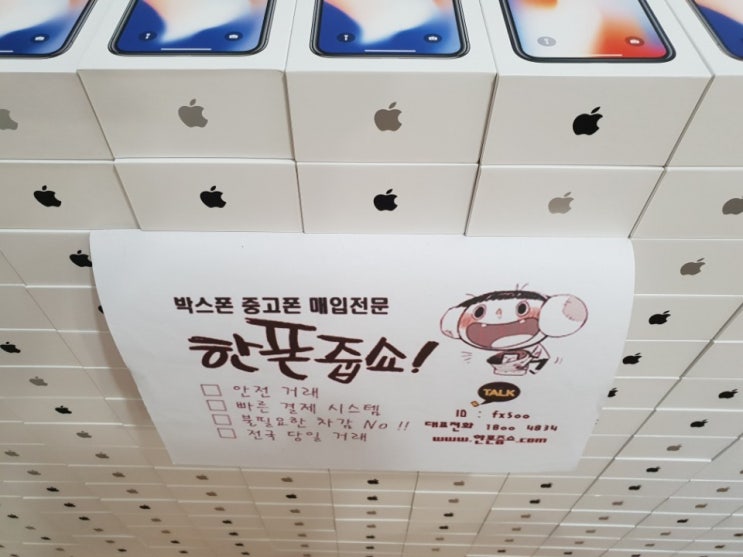 박스폰 중고폰 매입전문
한폰줍쇼!
안전 거래
빠른 결제 시스템
불필요한 차감 No !!
전국 당일 거래
TALK
ID : fx500
대표전화 1800 4834
www.한폰줍쇼.com